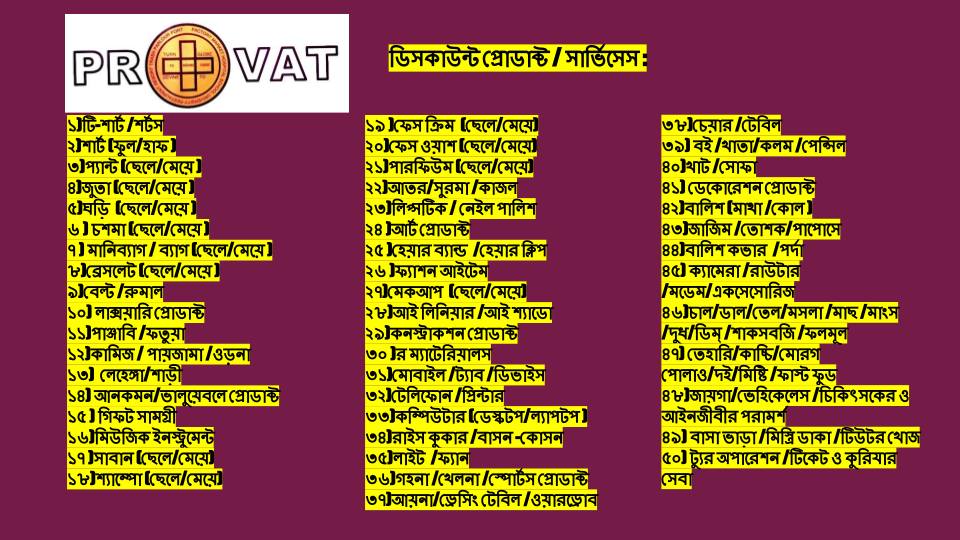 PROVAT
ডিসকাউন্ট প্রোডাক্ট / সার্ভিসেস :
১)টি-শার্ট /শর্টস
২)শার্ট (ফুল/হাফ )
৩)প্যান্ট (ছেলে/মেয়ে )
৪)জুতা (ছেলে/মেয়ে )
৫)ঘড়ি (ছেলে/মেয়ে )
৬ ) চশমা (ছেলে/মেয়ে )
৭ ) মানিব্যাগ / ব্যাগ (ছেলে/মেয়ে )
৮)ব্রেসলেট (ছেলে/মেয়ে )
৯)বেল্ট /রুমাল
১০) লাক্সয়ারি প্রোডাক্ট
১১)পাঞ্জাবি /ফতুয়া
১২)কামিজ / পায়জামা /ওড়না
১৩) লেহেঙ্গা/শাড়ী
১৪) আনকমন/ভালুয়েবলে প্রোডাক্ট
১৫ ) গিফট সামগ্রী
১৬)মিউজিক ইনস্ট্রুমেন্ট
১৭ )সাবান (ছেলে/মেয়ে)
১৮)শ্যাম্পো (ছেলে/মেয়ে)
১৯ )ফেস ক্রিম (ছেলে/মেয়ে)
২০)ফেস ওয়াশ (ছেলে/মেয়ে)
২১)পারফিউম (ছেলে/মেয়ে)
২২)আতর/সুরমা /কাজল
২৩)লিপ্সটিক / নেইল পালিশ
২৪ )আর্ট প্রোডাক্ট
২৫ )হেয়ার ব্যান্ড /হেয়ার ক্লিপ
২৬ )ফ্যাশন আইটেম
২৭)মেকআপ (ছেলে/মেয়ে)
২৮)আই লিনিয়ার /আই শ্যাডো
২৯)কনস্ট্রাকশন প্রোডাক্ট
৩০ )র ম্যাটেরিয়ালস
৩১)মোবাইল /ট্যাব /ডিভাইস
৩২)টেলিফোন /প্রিন্টার
৩৩)কম্পিউটার (ডেস্কটপ/ল্যাপটপ )
৩৪)রাইস কুকার /বাসন -কোসন
৩৫)লাইট /ফ্যান
৩৬)গহনা /খেলনা /স্পোর্টস প্রোডাক্ট
৩৭)আয়না/ড্রেসিং টেবিল /ওয়ারড্রোব
৩৮)চেয়ার /টেবিল
৩৯) বই /খাতা/কলম /পেন্সিল
৪০)খাট /সোফা
৪১) ডেকোরেশন প্রোডাক্ট
৪২)বালিশ (মাথা /কোল )
৪৩)জাজিম /তোশক/পাপোসে
৪৪)বালিশ কভার /পর্দা
৪৫) ক্যামেরা /রাউটার
/মডেম/একসেসোরিজ
৪৬)চাল/ডাল/তেল/মসলা /মাছ /মাংস
/দুধ/ডিম /শাকসবজি /ফলমূল
৪৭) তেহারি/কাচ্চি/মোরগ
পোলাও/দই/মিষ্টি /ফাস্ট ফুড
৪৮)জায়গা/ভেহিকেলেস /চিকিৎসকের ও
আইনজীবীর পরামর্শ
৪৯) বাসা ভাড়া /মিস্ত্রি ডাকা /টিউটর খোজ
৫০) ট্যুর অপারেশন /টিকেট ও কুরিয়ার
সেবা